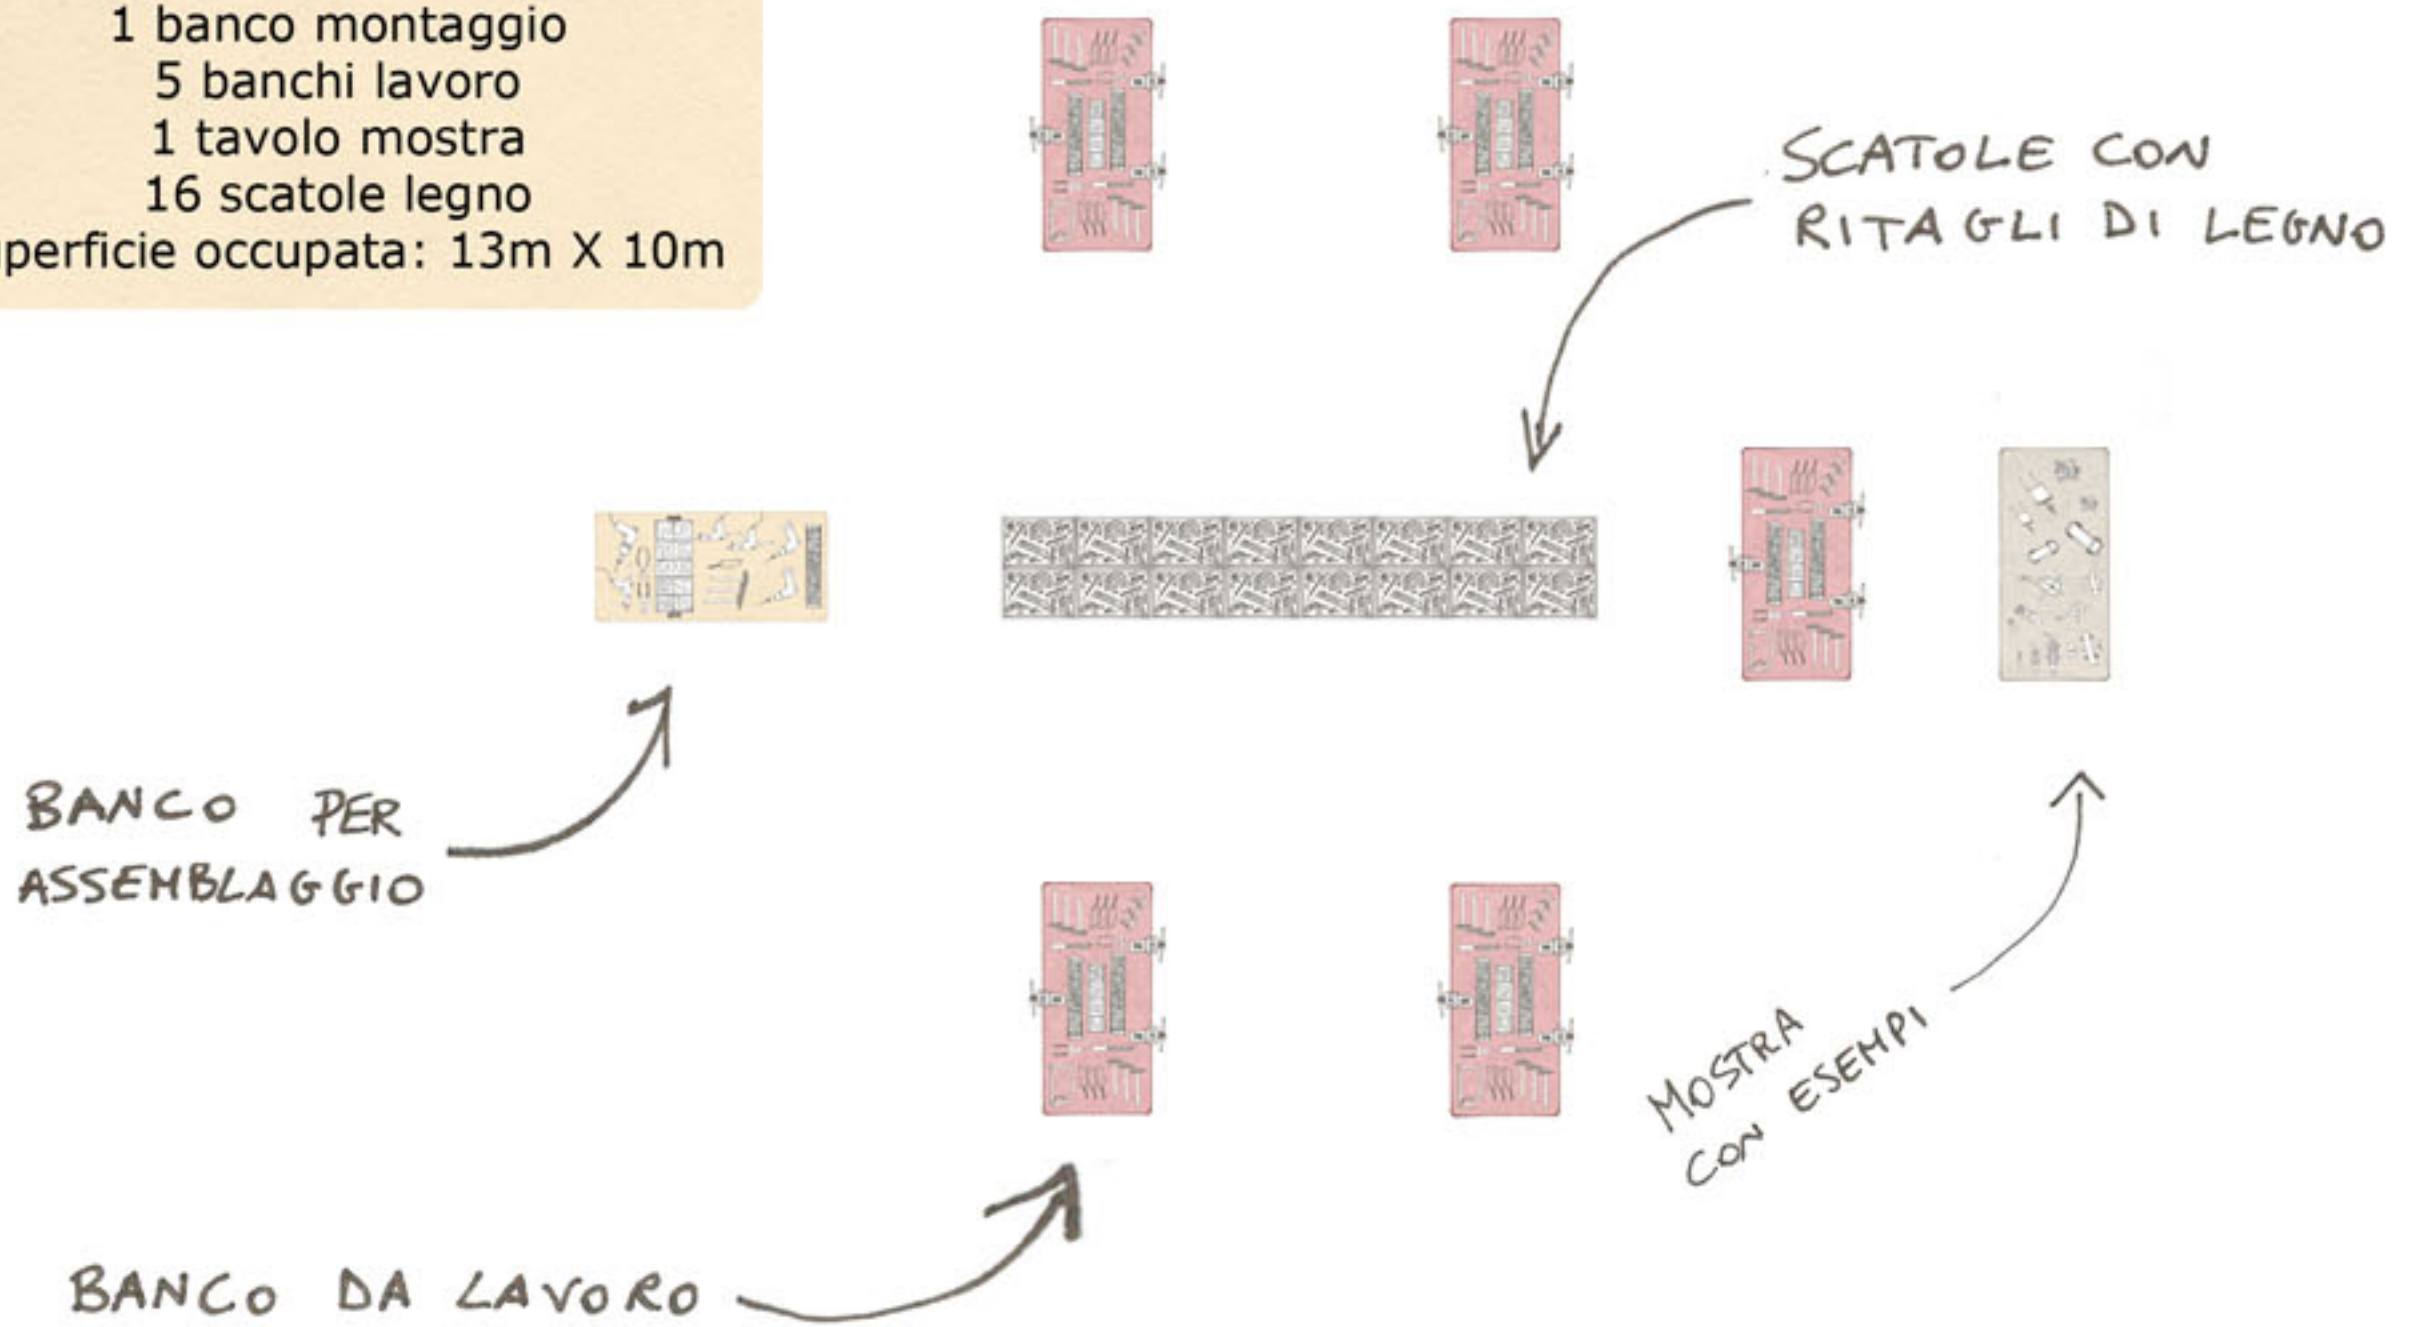 1 banco montaggio
5 banchi lavoro
1 tavolo mostra
16 scatole legno
perficie occupata: 13m X 10m
SCATOLE CON
RITAGLI DI LEGNO
BANCO PER
ASSEMBLAGGIO
MOSTRA
CON ESEMPI
BANCO DA LAVORO